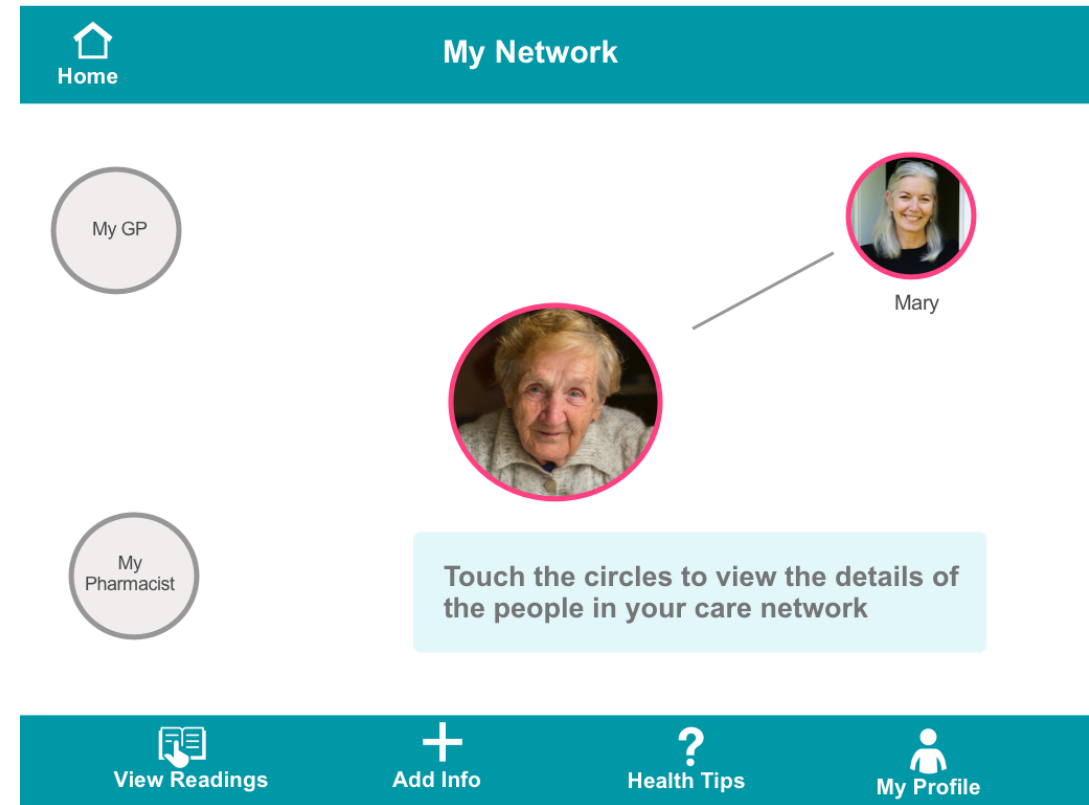 Home
My Network
My GP
Mary
My
Pharmacist
Touch the circles to view the details of
the people in your care network
View Readings
Add Info
?
Health Tips
My Profile